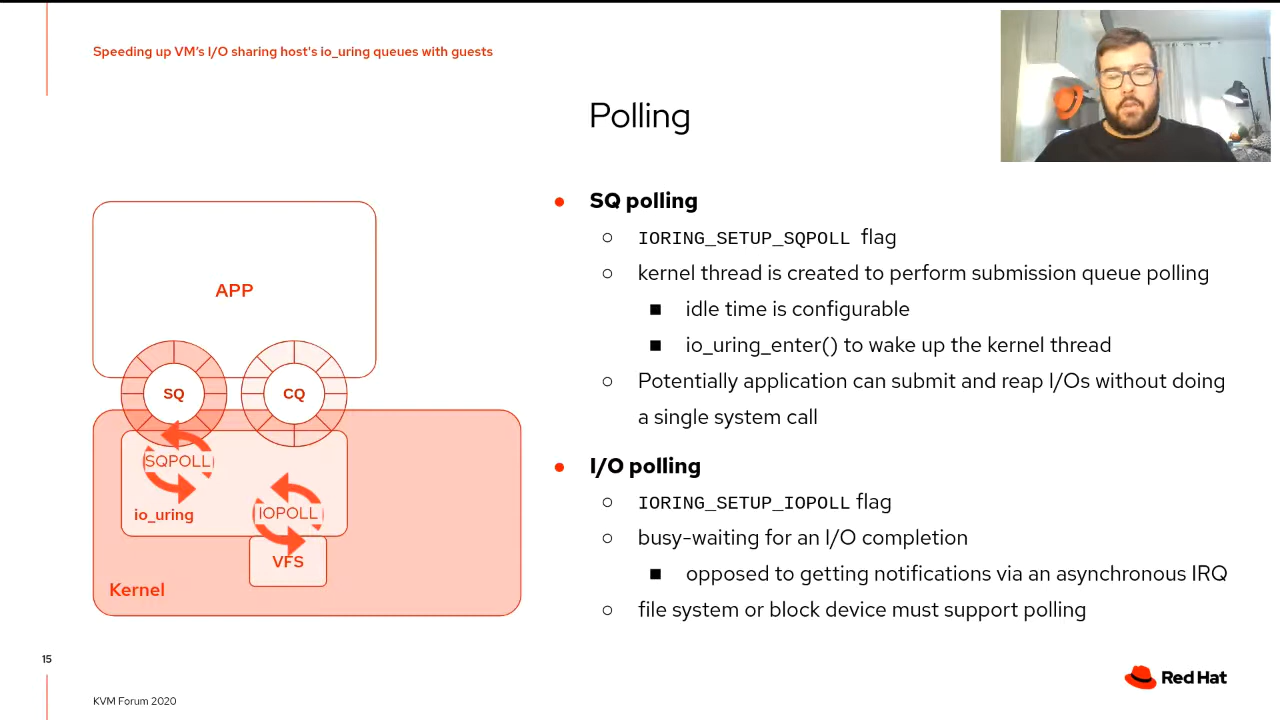 Speeding up VM's I/O sharing host's io_uring queues with guests
Polling
APP
SQ
CQ
SQPOLL
IOPOLL
io_uring
VFS
Kernel
● SQ polling
○ IORING_SETUP_SQPOLL flag
○ kernel thread is created to perform submission queue polling
■ idle time is configurable
■ io_uring_enter() to wake up the kernel thread
○ Potentially application can submit and reap I/Os without doing
a single system call
● I/O polling
○ IORING_SETUP_IOPOLL flag
○ busy-waiting for an I/O completion
■ opposed to getting notifications via an asynchronous IRQ
○ file system or block device must support polling
15
KVM Forum 2020
Red Hat